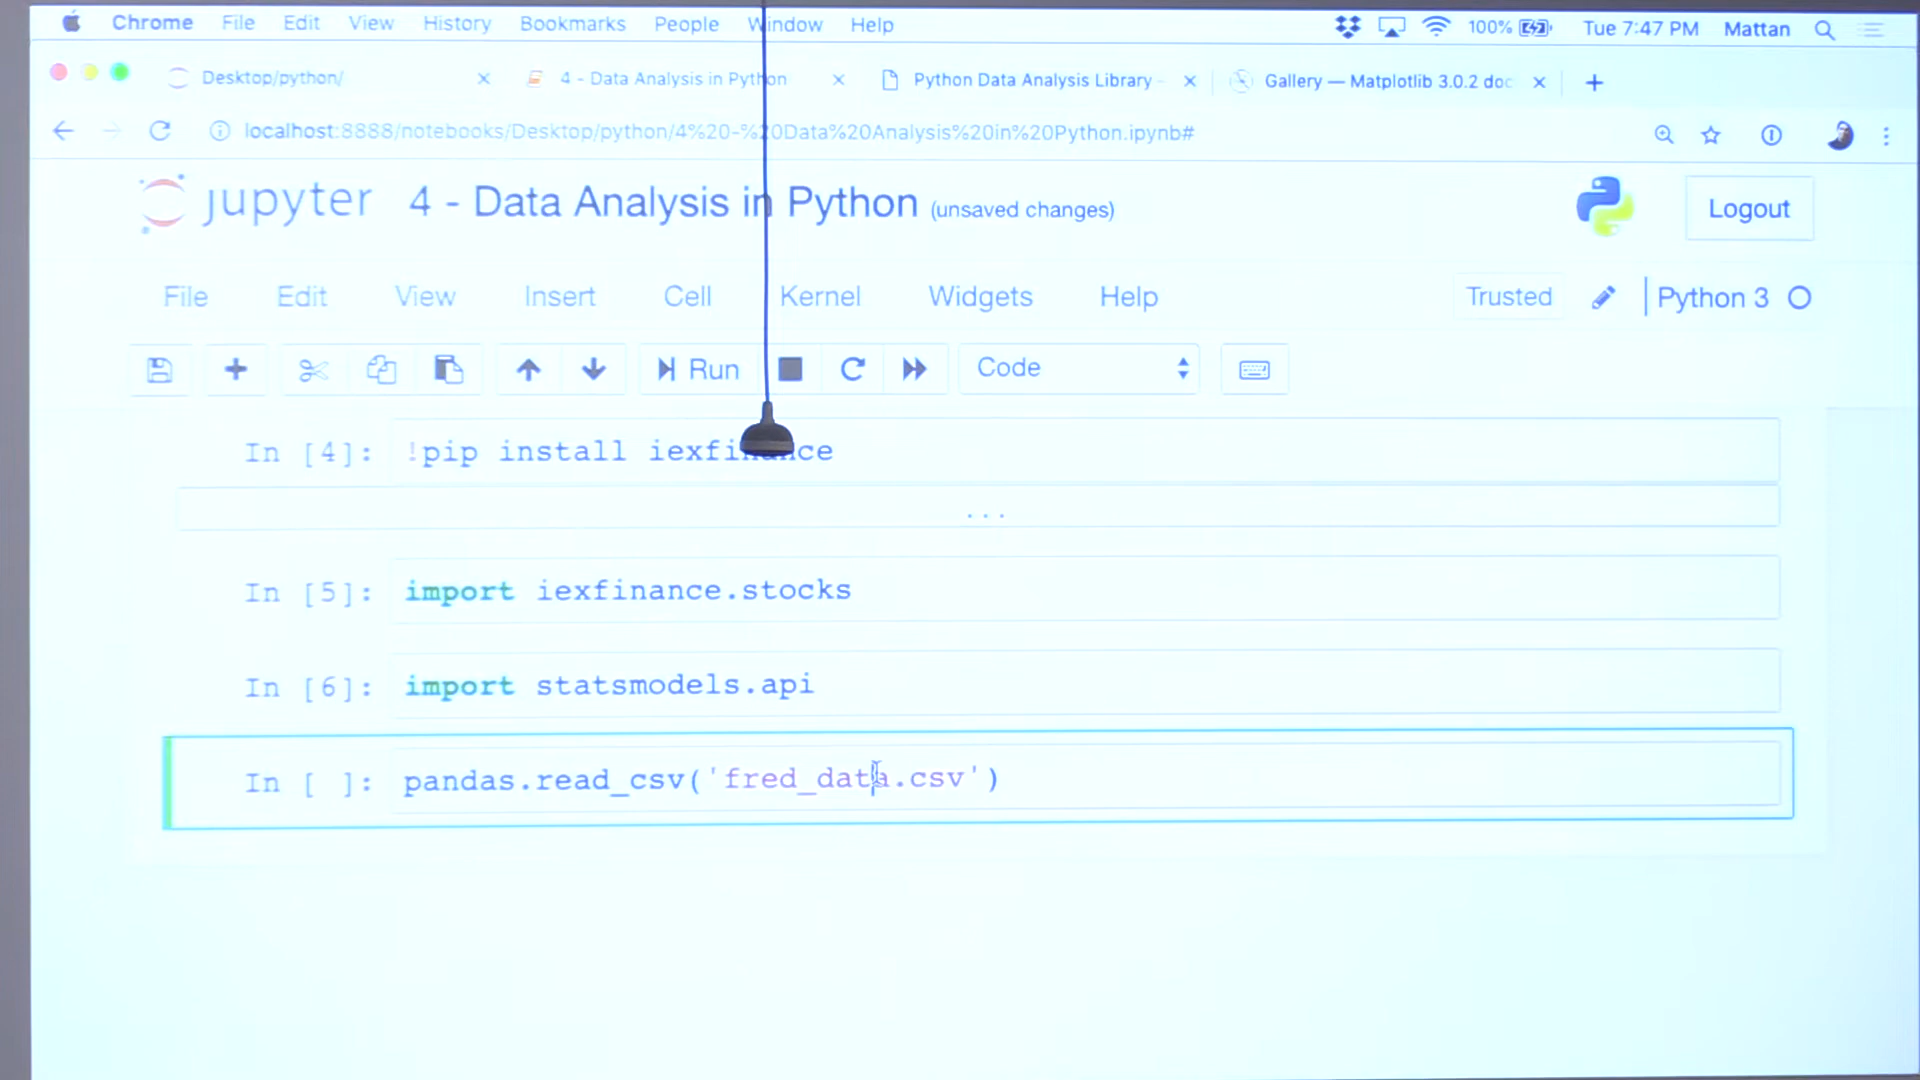 Chrome File Edit View History Bookmarks People Window Help 100% Tue 7:47 PM Mattan
Desktop/python/ 4 - Data Analysis in Python Python Data Analysis Library - Gallery — Matplotlib 3.0.2 doc
localhost:8888/notebooks/Desktop/python/4%20-%20Data%20Analysis%20in%20Python.ipynb#
jupyter 4 - Data Analysis in Python (unsaved changes) Logout
File Edit View Insert Cell Kernel Widgets Help Trusted Python 3
Run Code
In [4]: !pip install iexfinance
...
In [5]: import iexfinance.stocks
In [6]: import statsmodels.api
In [ ]: pandas.read_csv('fred_data.csv')